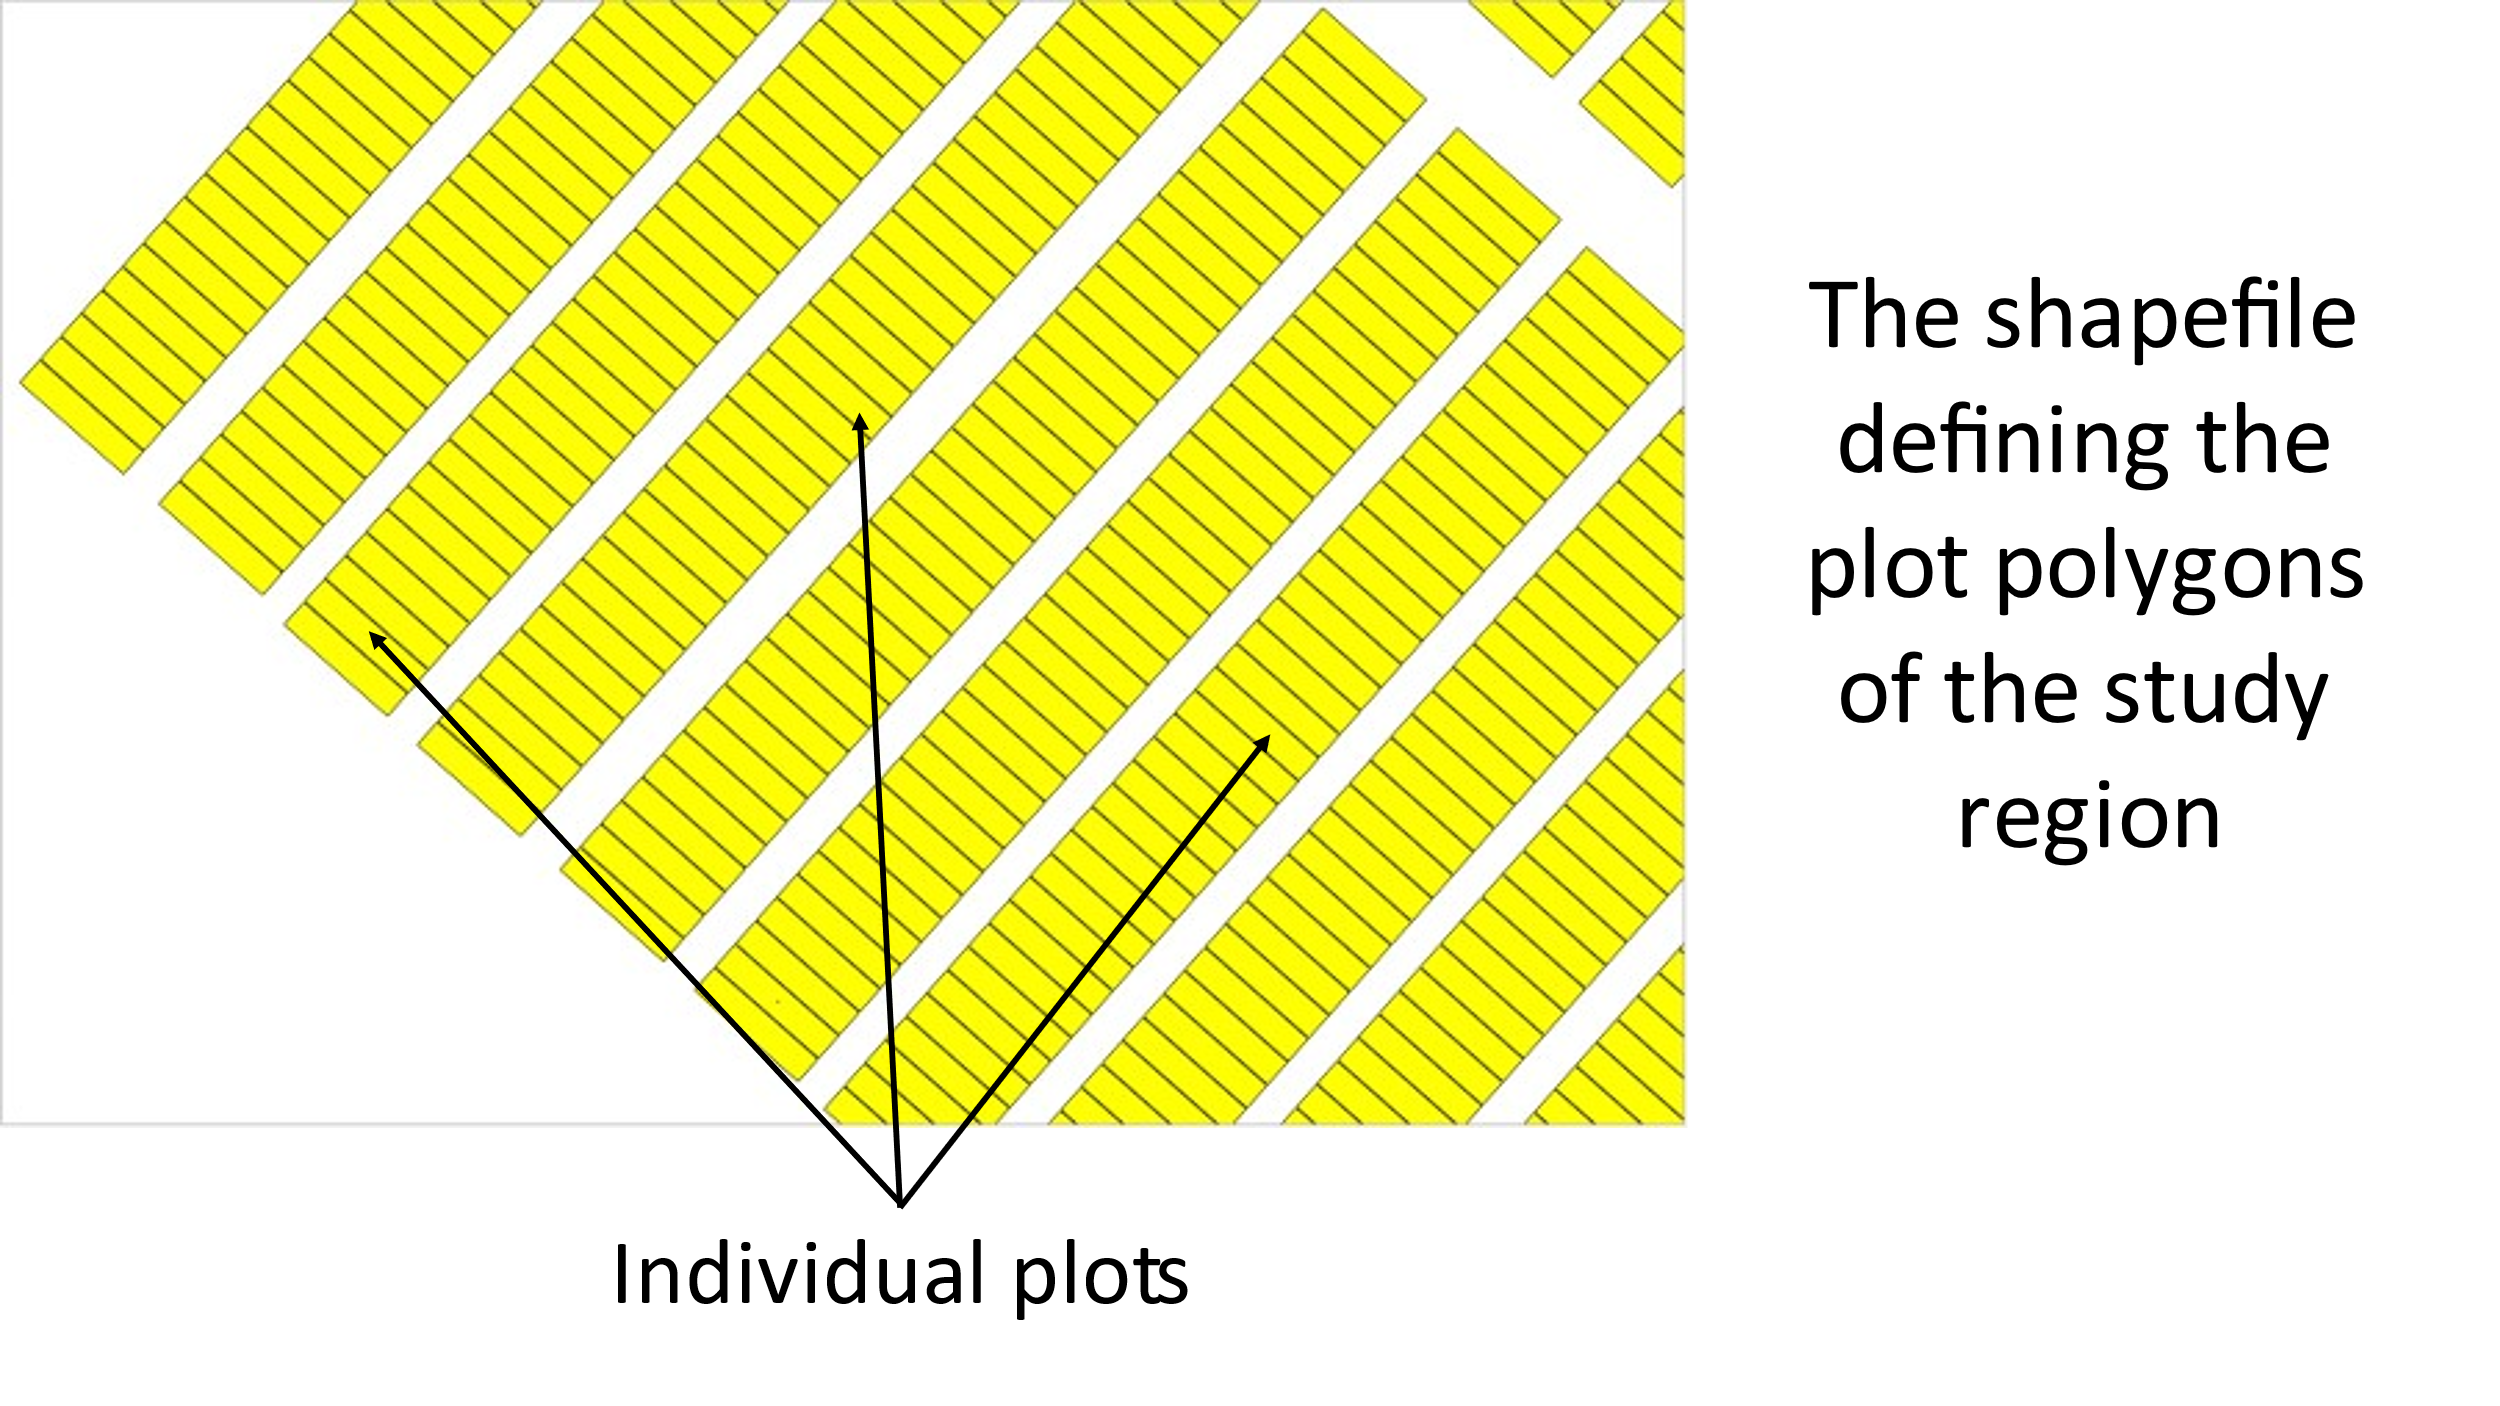 The shapefile
defining the
plot polygons
of the study
region
Individual plots